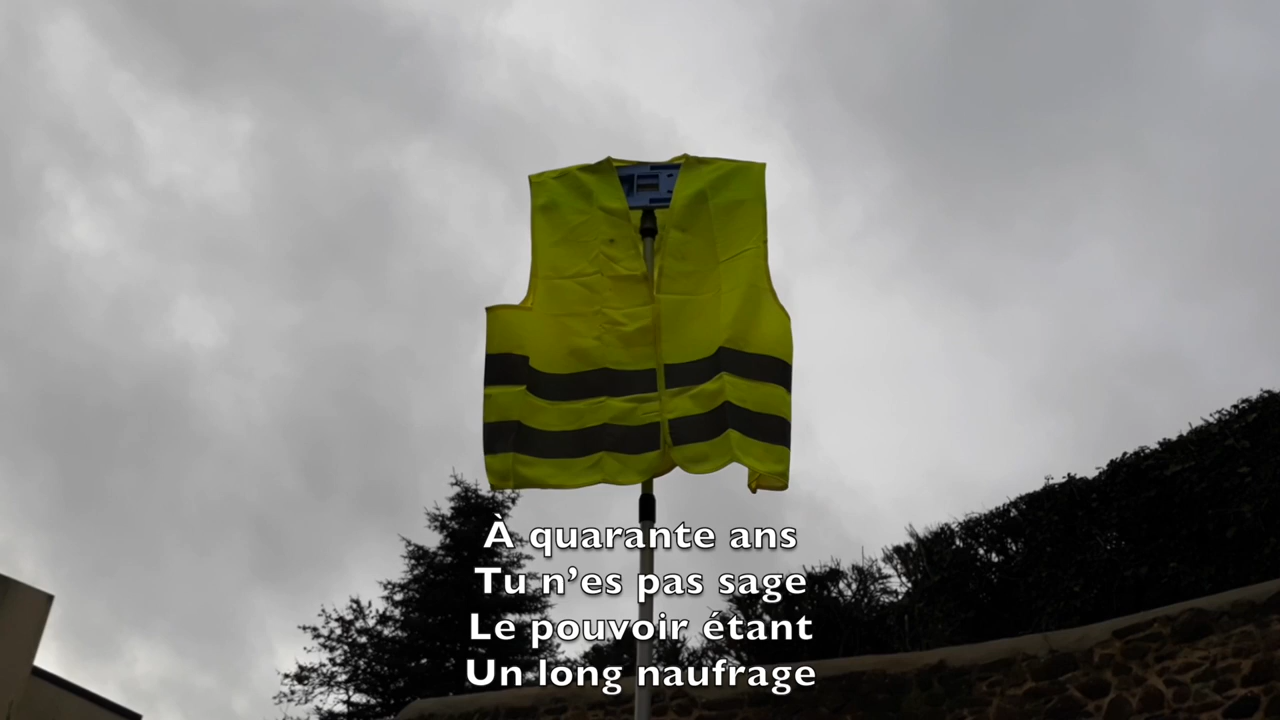 À quarante ans
Tu n’es pas sage
Le pouvoir étant
Un long naufrage